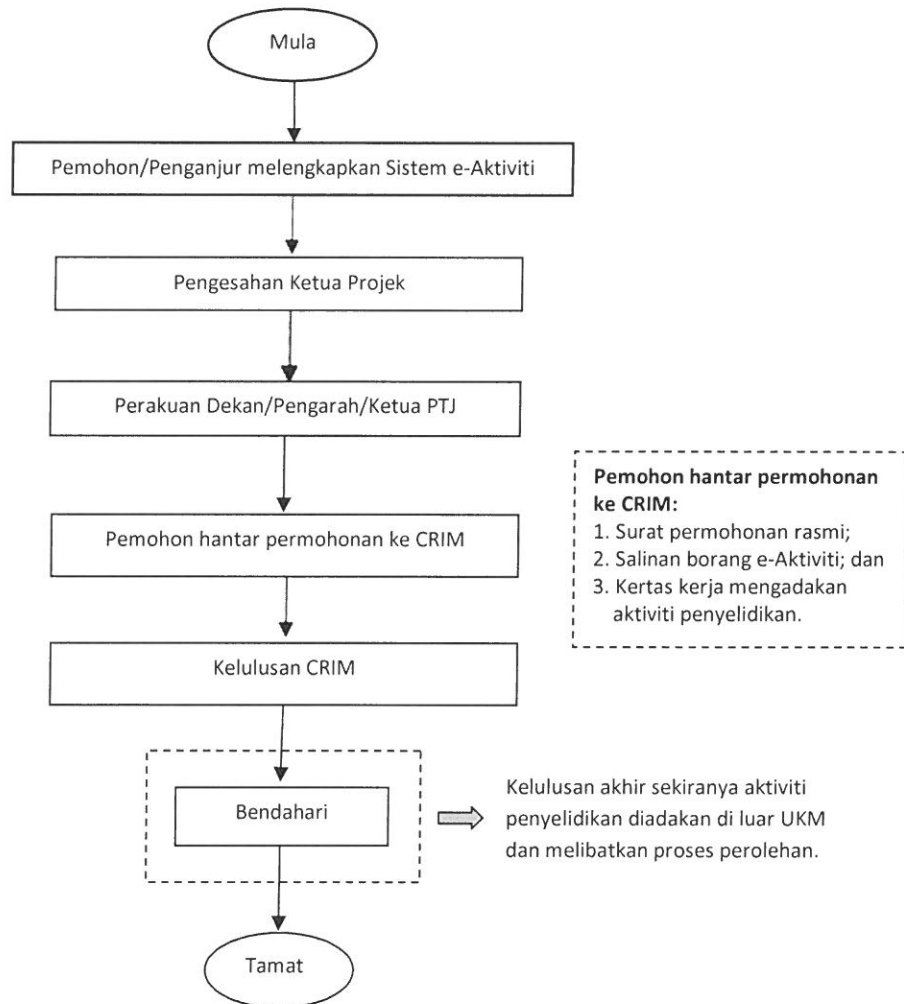 Mula
Pemohon/Penganjur melengkapkan Sistem e-Aktiviti
Pengesahan Ketua Projek
Perakuan Dekan/Pengarah/Ketua PTJ
Pemohon hantar permohonan ke CRIM
Pemohon hantar permohonan
ke CRIM:
1. Surat permohonan rasmi;
2. Salinan borang e-Aktiviti; dan
3. Kertas kerja mengadakan
aktiviti penyelidikan.
Kelulusan CRIM
Bendahari
Kelulusan akhir sekiranya aktiviti
penyelidikan diadakan di luar UKM
dan melibatkan proses perolehan.
Tamat